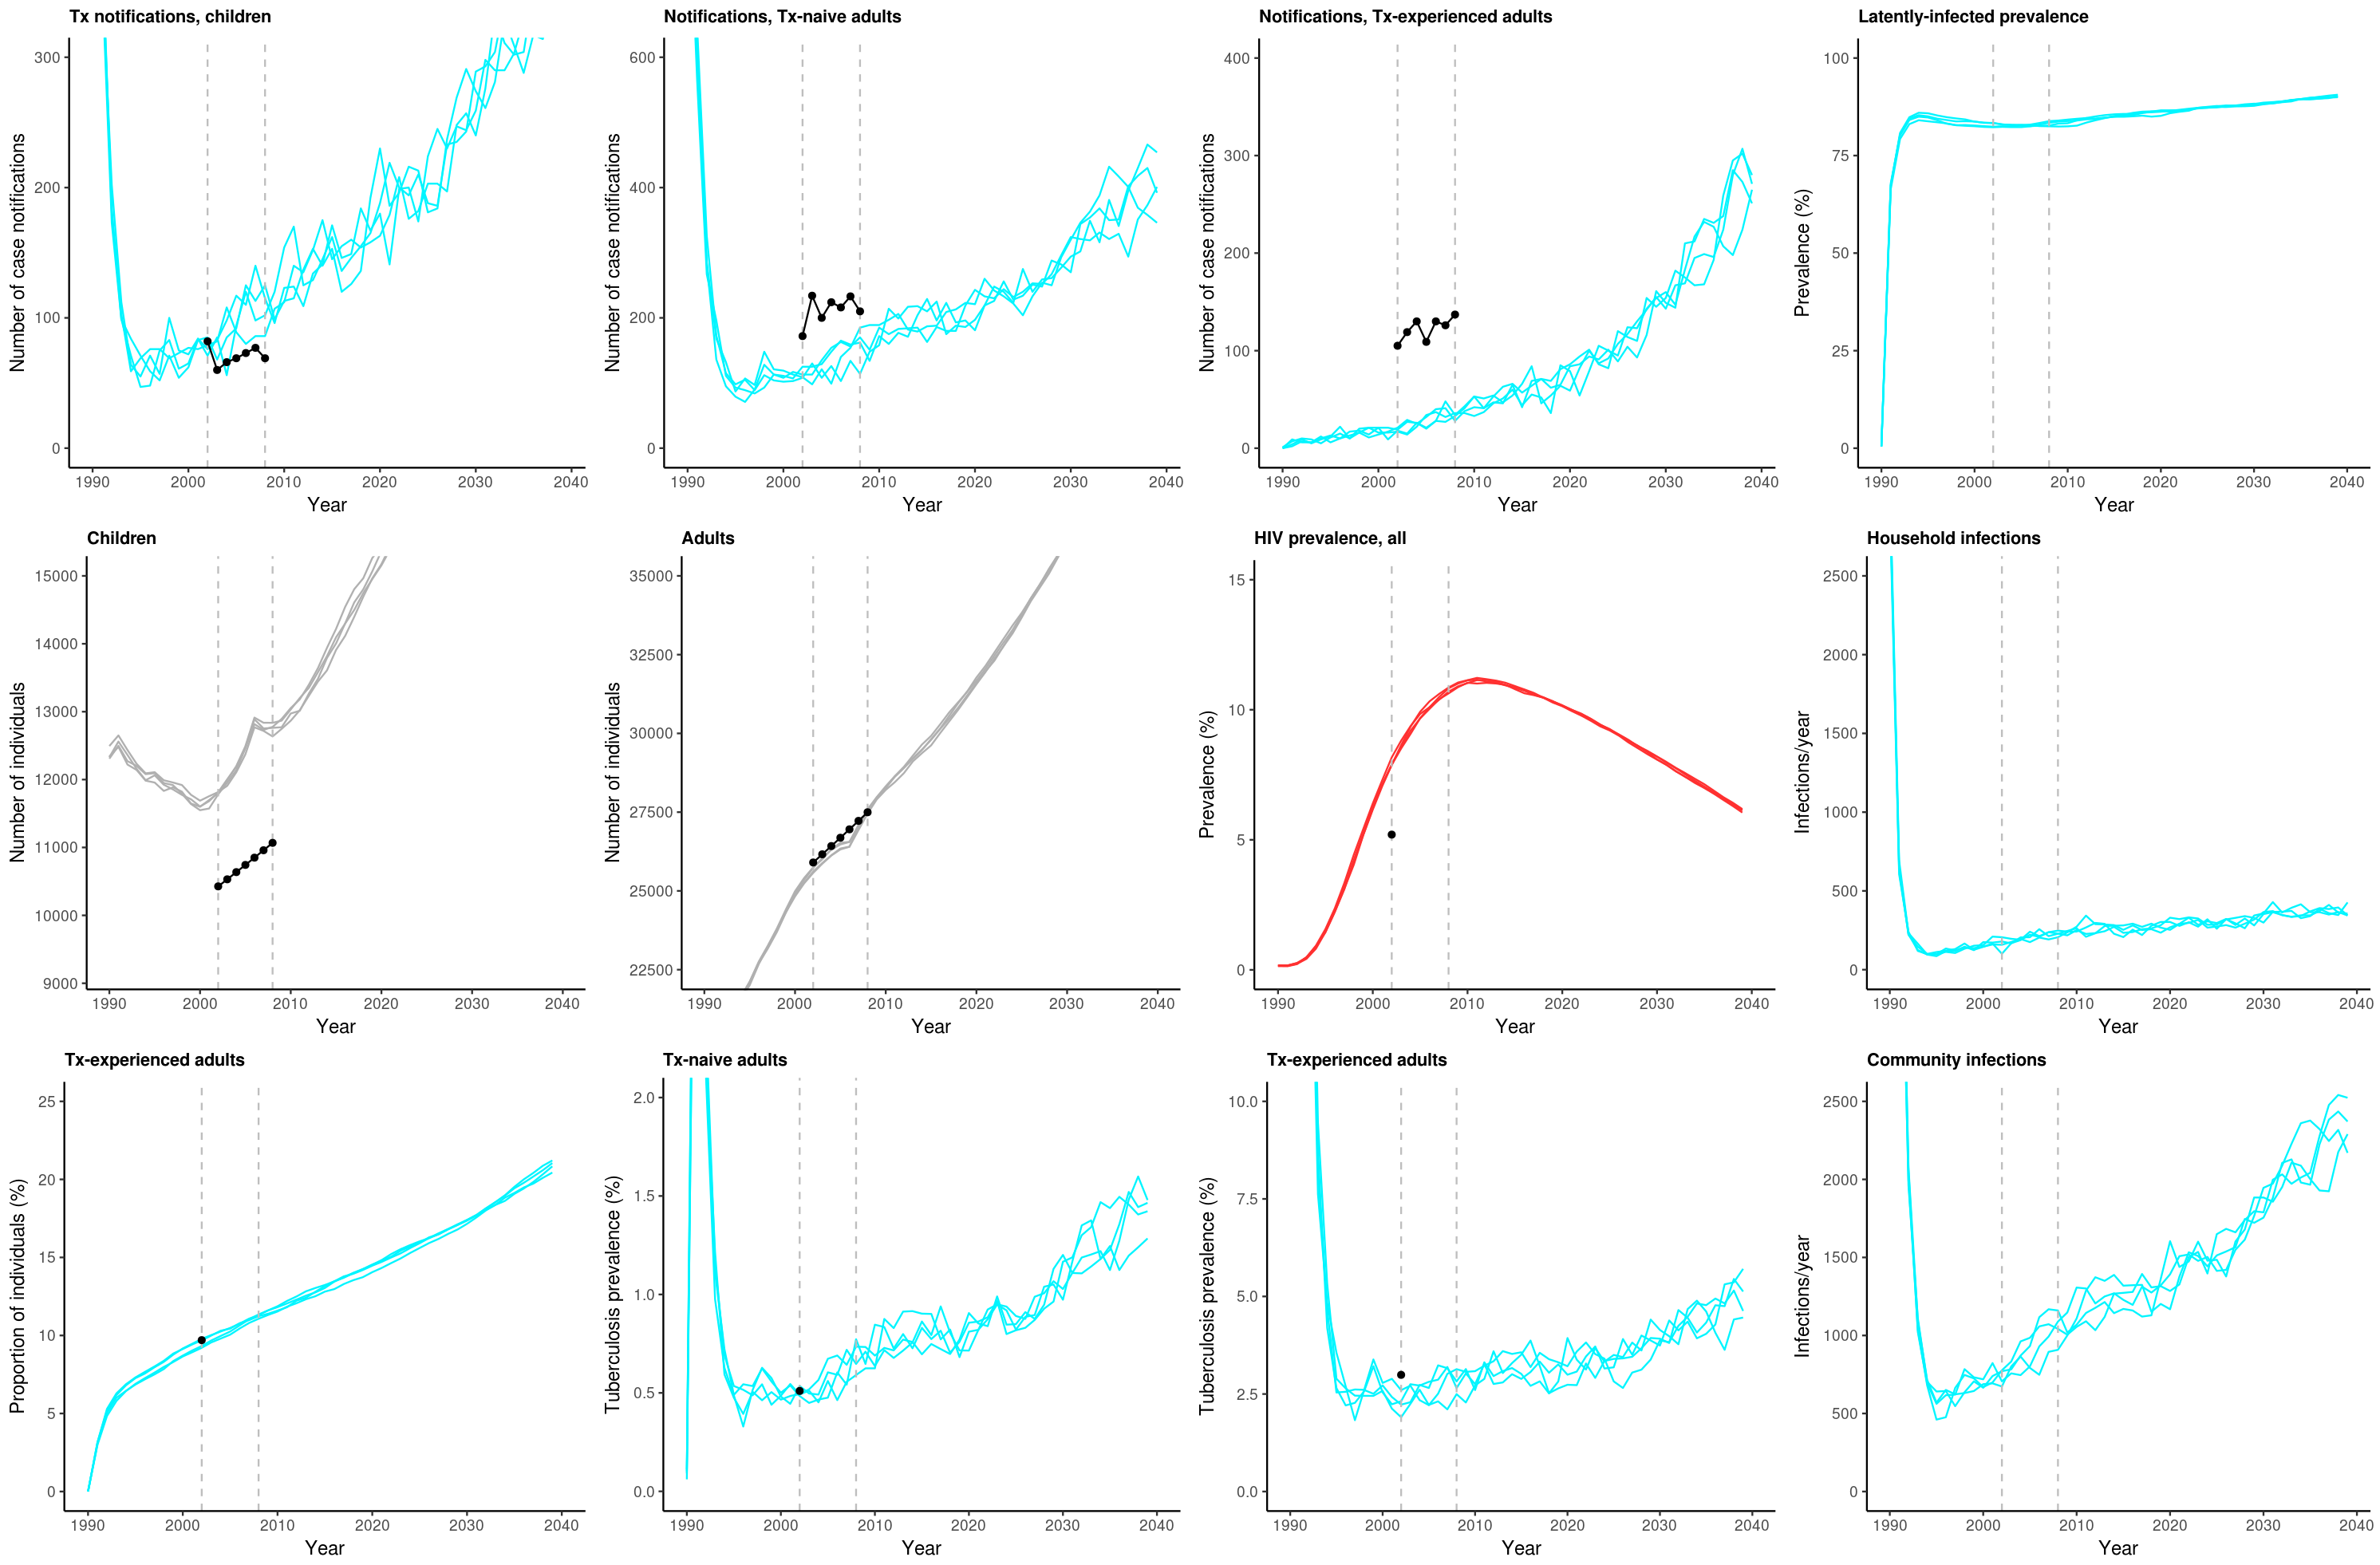 Tx notifications, children
Number of case notifications
300
200
100
0
1990 2000 2010 2020 2030 2040
Year
Notifications, Tx-naive adults
Number of case notifications
600
400
200
0
1990 2000 2010 2020 2030 2040
Year
Notifications, Tx-experienced adults
Number of case notifications
400
300
200
100
0
1990 2000 2010 2020 2030 2040
Year
Latently-infected prevalence
Prevalence (%)
100
75
50
25
0
1990 2000 2010 2020 2030 2040
Year
Children
Number of individuals
15000
14000
13000
12000
11000
10000
9000
1990 2000 2010 2020 2030 2040
Year
Adults
Number of individuals
35000
32500
30000
27500
25000
22500
1990 2000 2010 2020 2030 2040
Year
HIV prevalence, all
Prevalence (%)
15
10
5
0
1990 2000 2010 2020 2030 2040
Year
Household infections
Infections/year
2500
2000
1500
1000
500
0
1990 2000 2010 2020 2030 2040
Year
Tx-experienced adults
Proportion of individuals (%)
25
20
15
10
5
0
1990 2000 2010 2020 2030 2040
Year
Tx-naive adults
Tuberculosis prevalence (%)
2.0
1.5
1.0
0.5
0.0
1990 2000 2010 2020 2030 2040
Year
Tx-experienced adults
Tuberculosis prevalence (%)
10.0
7.5
5.0
2.5
0.0
1990 2000 2010 2020 2030 2040
Year
Community infections
Infections/year
2500
2000
1500
1000
500
0
1990 2000 2010 2020 2030 2040
Year